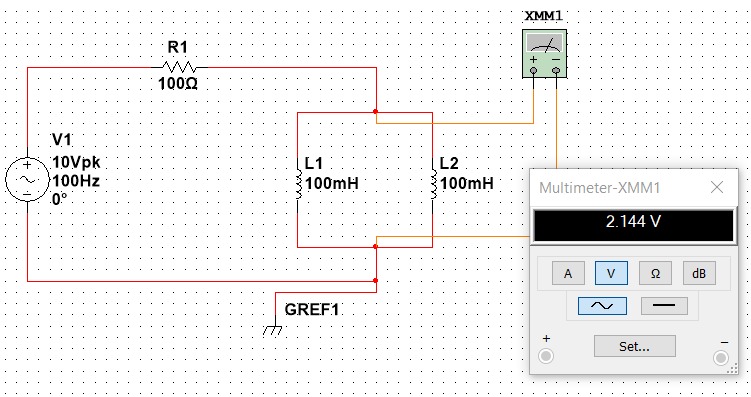 XMM1
R1
100Ω
V1
10Vpk
100Hz
0°
L1
100mH
L2
100mH
GREF1
Multimeter-XMM1
2.144 V
A V Ω dB
Set...